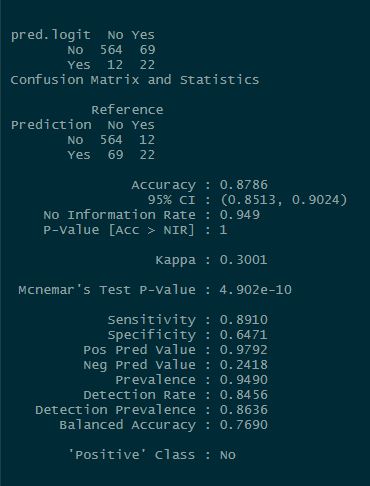 pred.logit  No Yes
       No  564  69
       Yes  12  22
Confusion Matrix and Statistics

          Reference
Prediction  No Yes
       No  564  12
       Yes  69  22

               Accuracy : 0.8786
                 95% CI : (0.8513, 0.9024)
    No Information Rate : 0.949
    P-Value [Acc > NIR] : 1

                  Kappa : 0.3001

 Mcnemar's Test P-Value : 4.902e-10

            Sensitivity : 0.8910
            Specificity : 0.6471
         Pos Pred Value : 0.9792
         Neg Pred Value : 0.2418
             Prevalence : 0.9490
         Detection Rate : 0.8456
   Detection Prevalence : 0.8636
      Balanced Accuracy : 0.7690

       'Positive' Class : No